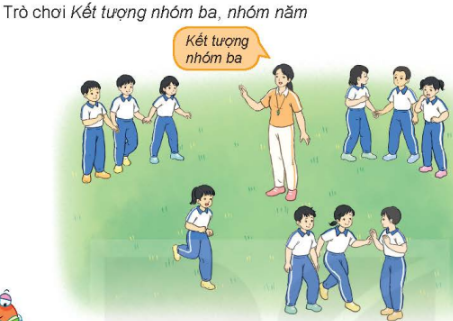 Trò chơi Kết tượng nhóm ba, nhóm năm
Kết tượng
nhóm ba